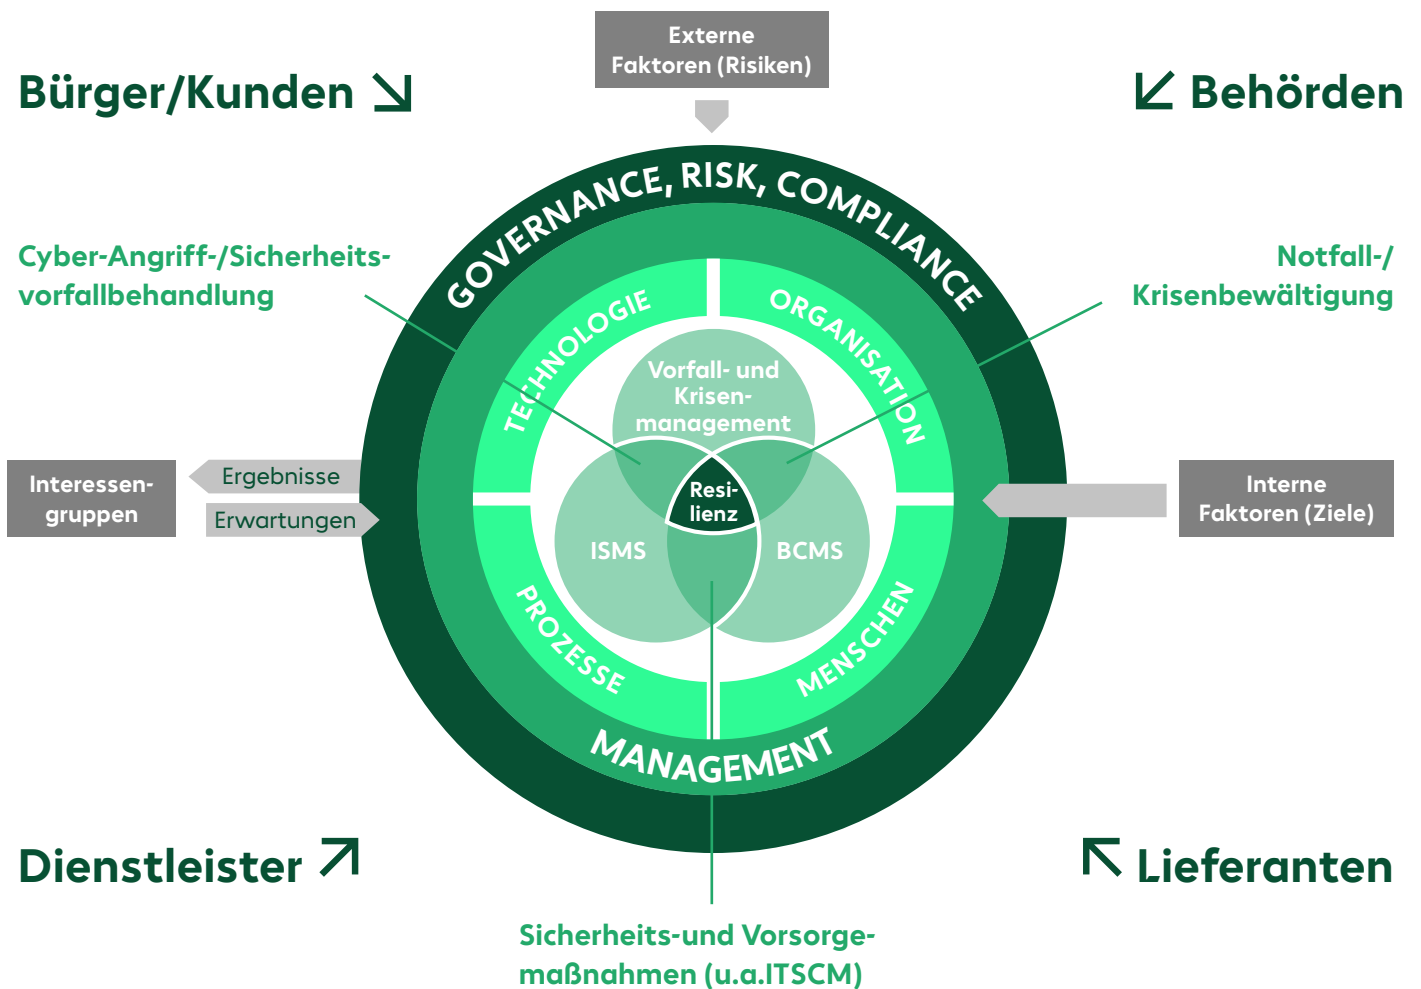 Externe
Faktoren (Risiken)
Bürger/Kunden
Behörden
GOVERNANCE, RISK, COMPLIANCE
Cyber-Angriff-/Sicherheits-
vorfallbehandlung
Notfall-/
Krisenbewältigung
TECHNOLOGIE
ORGANISATION
Vorfall- und
Krisen-
management
Interessen-
gruppen
Ergebnisse
Erwartungen
Resi-
lienz
ISMS
BCMS
Interne
Faktoren (Ziele)
PROZESSE
MENSCHEN
MANAGEMENT
Dienstleister
Lieferanten
Sicherheits-und Vorsorge-
maßnahmen (u.a.ITSCM)